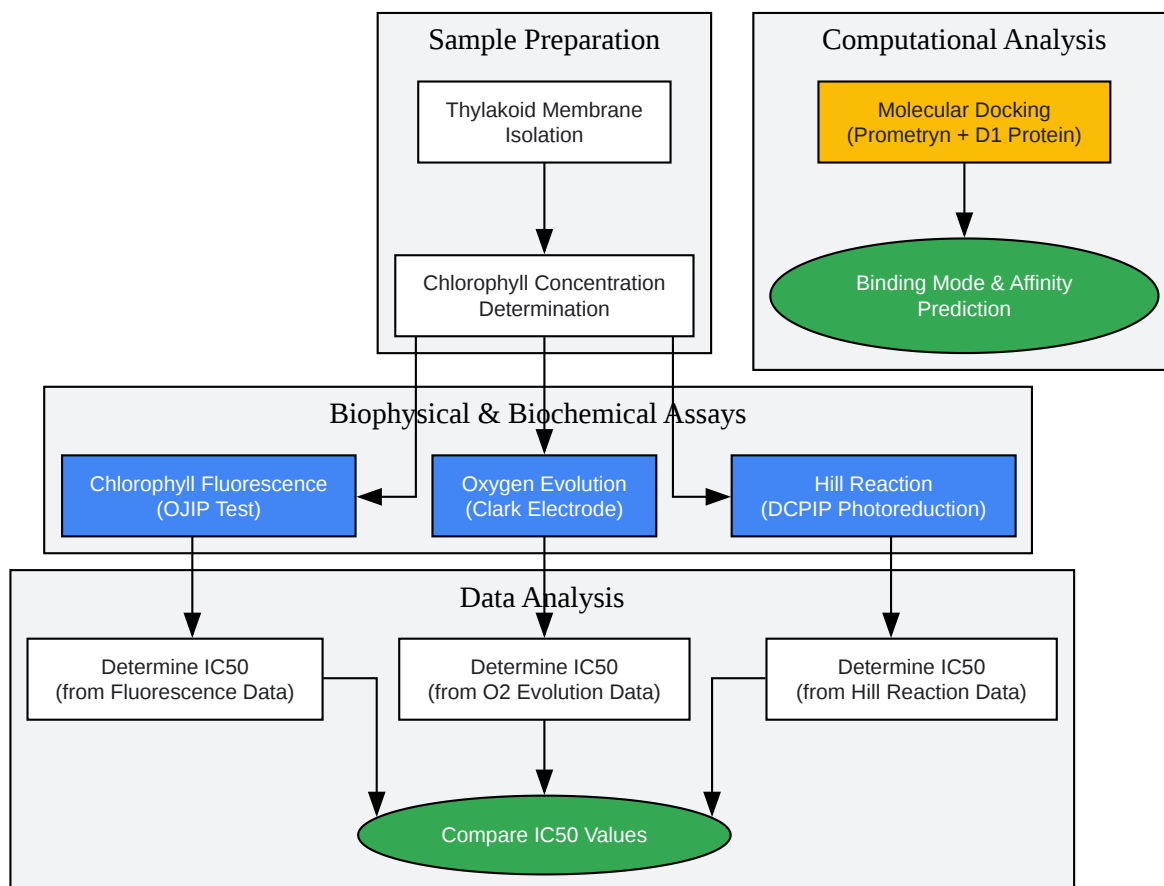 Sample Preparation
Thylakoid Membrane
Isolation
Chlorophyll Concentration
Determination
Computational Analysis
Molecular Docking
(Prometryn + D1 Protein)
Binding Mode & Affinity
Prediction
Biophysical & Biochemical Assays
Chlorophyll Fluorescence
(OJIP Test)
Oxygen Evolution
(Clark Electrode)
Hill Reaction
(DCPIP Photoreduction)
Data Analysis
Determine IC50
(from Fluorescence Data)
Determine IC50
(from O2 Evolution Data)
Determine IC50
(from Hill Reaction Data)
Compare IC50 Values